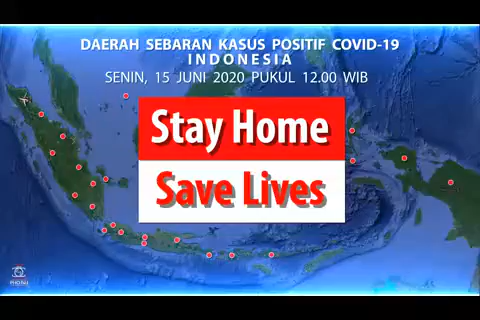 DAERAH SEBARAN KASUS POSITIF COVID-19
INDONESIA
SENIN, 15 JUNI 2020 PUKUL 12.00 WIB
Stay Home
Save Lives